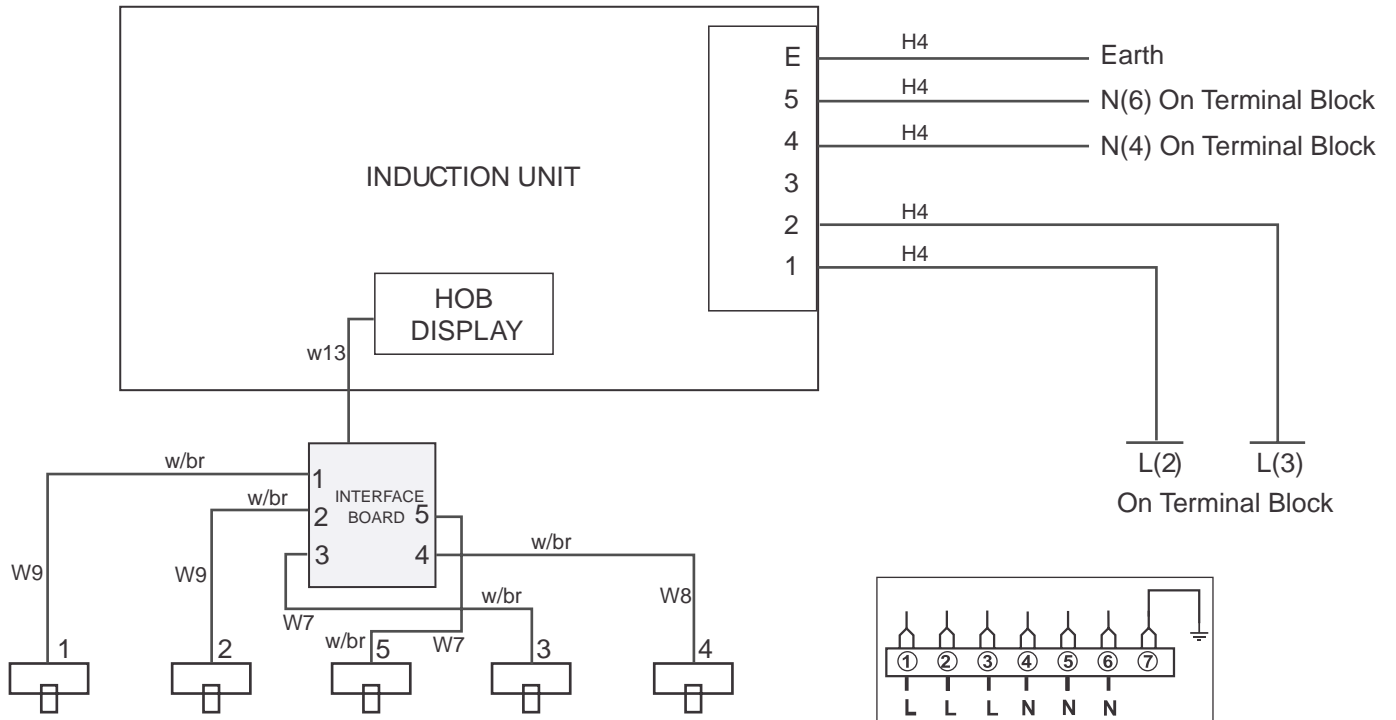 H4
E
Earth
H4
5
N(6) On Terminal Block
H4
4
N(4) On Terminal Block
INDUCTION UNIT
3
H4
2
H4
1
HOB
DISPLAY
w13
L(2)
L(3)
On Terminal Block
w/br
1
w/br
INTERFACE
BOARD
2
5
3
4
w/br
W9
W9
w/br
W8
W7
w/br
W7
1
2
5
3
4
1 2 3 4 5 6 7
L L L N N N